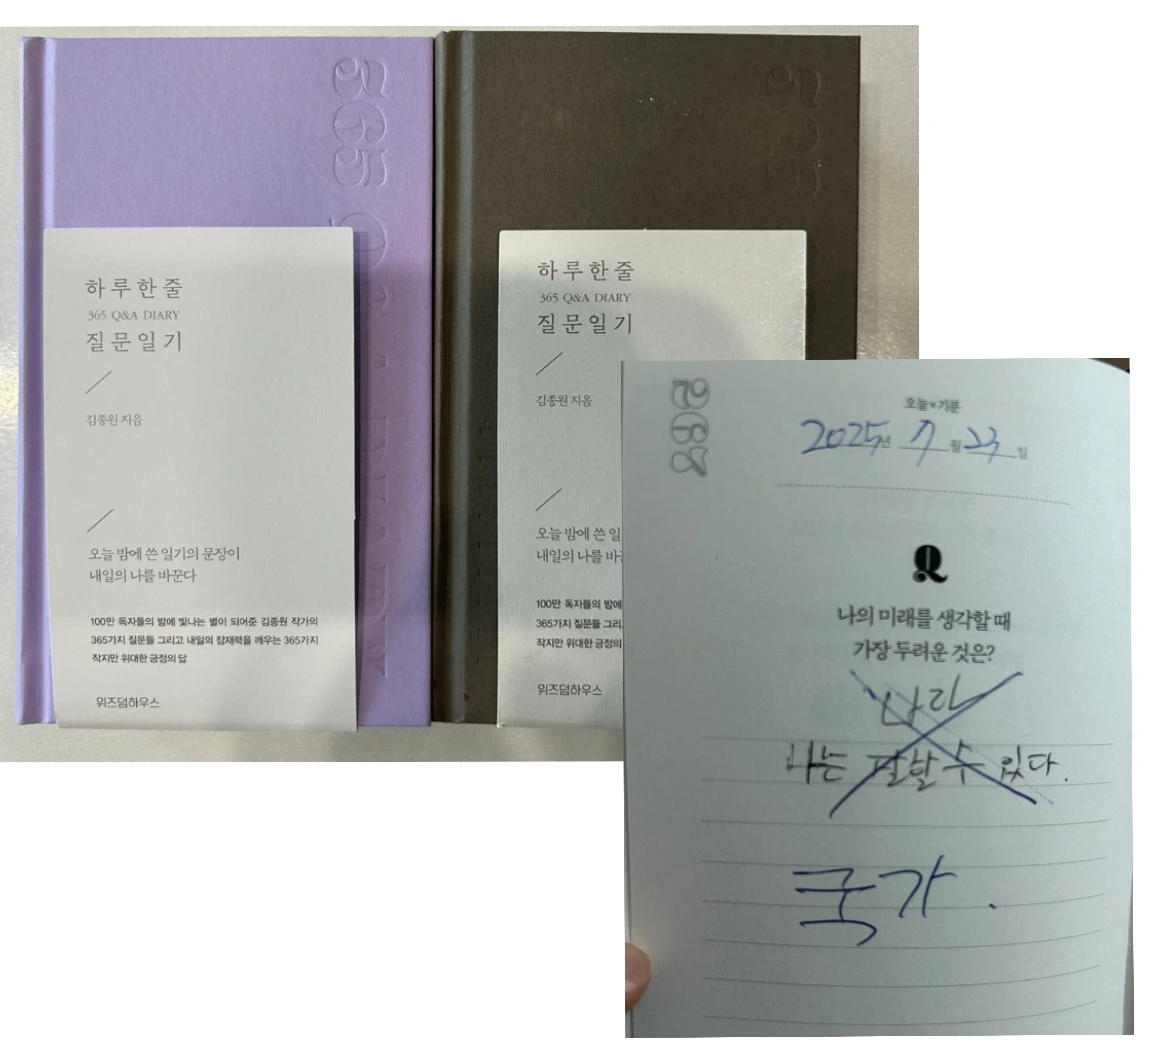 365 Q&A DIARY
하루한줄
365 Q&A DIARY
질문일기
김종원 지음
오늘 밤에 쓴 일기의 문장이
내일의 나를 바꾼다
100만 독자들의 밤에 빛나는 별이 되어준 김종원 작가의
365가지 질문들 그리고 내일의 잠재력을 깨우는 365가지
작지만 위대한 긍정의 답
위즈덤하우스
365
하루한줄
365 Q&A DIARY
질문일기
김종원 지음
오늘 밤에 쓴 일
내일의 나를
100만 독자들의 밤에
365가지 질문들
작지만 위대한 긍정의
위즈덤하우스
오늘×기분
2025년 7월 23일
Q
나의 미래를 생각할 때
가장 두려운 것은?
나라
나는 잘할 수 있다.
국가.